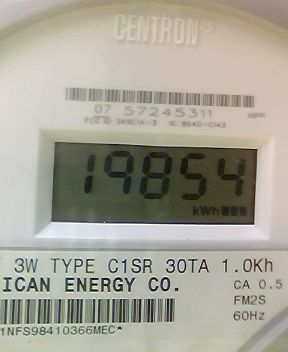 CENTRON®
07 57245311
19854
kWh
3W TYPE C1SR 30TA 1.0Kh
ICAN ENERGY CO.
CA 0.5
FM2S
60Hz
1NFS98410366MEC*